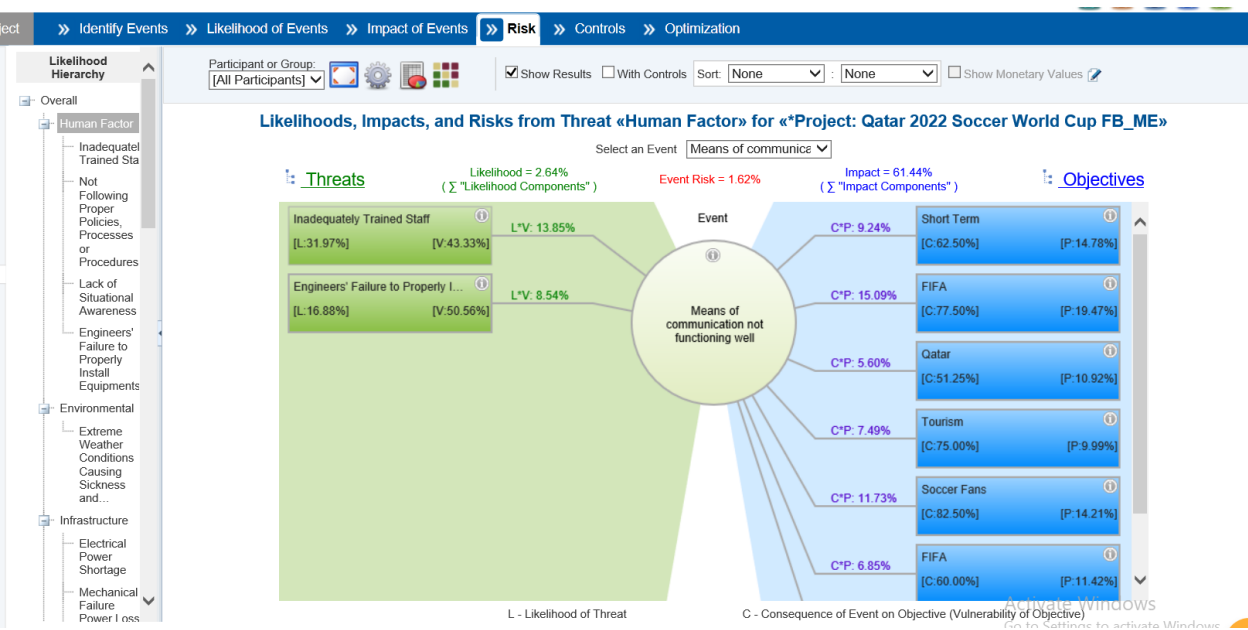 ject
» Identify Events » Likelihood of Events » Impact of Events » Risk » Controls » Optimization
Likelihood
Hierarchy
Overall
Human Factor
Inadequatel
Trained Sta
Not
Following
Proper
Policies,
Processes
or
Procedures
Lack of
Situational
Awareness
Engineers'
Failure to
Properly
Install
Equipments
Environmental
Extreme
Weather
Conditions
Causing
Sickness
and...
Infrastructure
Electrical
Power
Shortage
Mechanical
Failure
Power Loss
Participant or Group:
[All Participants]
Show Results With Controls Sort: None : None Show Monetary Values
Likelihoods, Impacts, and Risks from Threat «Human Factor» for «*Project: Qatar 2022 Soccer World Cup FB_ME»
Select an Event Means of communica
Threats
Likelihood = 2.64%
( ∑ "Likelihood Components" )
Event Risk = 1.62%
Impact = 61.44%
( ∑ "Impact Components" )
Objectives
Inadequately Trained Staff
[L:31.97%] [V:43.33%]
L*V: 13.85%
Engineers' Failure to Properly I...
[L:16.88%] [V:50.56%]
L*V: 8.54%
Event
Means of
communication not
functioning well
C*P: 9.24%
Short Term
[C:62.50%] [P:14.78%]
C*P: 15.09%
FIFA
[C:77.50%] [P:19.47%]
C*P: 5.60%
Qatar
[C:51.25%] [P:10.92%]
C*P: 7.49%
Tourism
[C:75.00%] [P:9.99%]
C*P: 11.73%
Soccer Fans
[C:82.50%] [P:14.21%]
C*P: 6.85%
FIFA
[C:60.00%] [P:11.42%]
L - Likelihood of Threat
C - Consequence of Event on Objective (Vulnerability of Objective)
Activate Windows
Go to Settings to activate Windows.